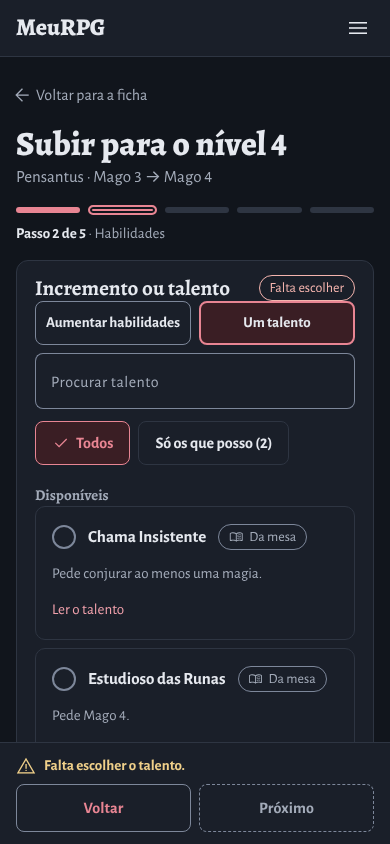 MeuRPG
Voltar para a ficha
Subir para o nível 4
Pensantus · Mago 3 → Mago 4
Passo 2 de 5 · Habilidades
Incremento ou talento
Falta escolher
Aumentar habilidades
Um talento
Procurar talento
Todos
Só os que posso (2)
Disponíveis
Chama Insistente
Da mesa
Pede conjurar ao menos uma magia.
Ler o talento
Estudioso das Runas
Da mesa
Pede Mago 4.
Falta escolher o talento.
Voltar
Próximo